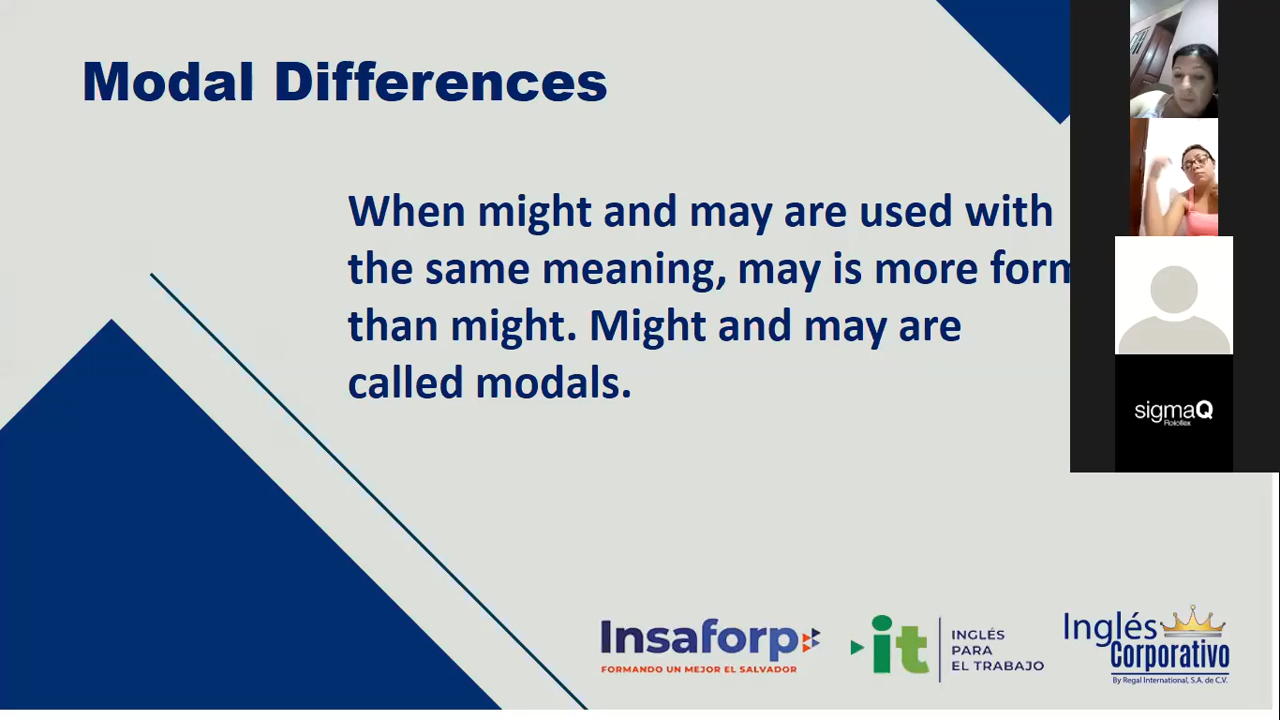 Modal Differences
When might and may are used with
the same meaning, may is more form
than might. Might and may are
called modals.
sigmaQ
Rotoflex
Insaforp
FORMANDO UN MEJOR EL SALVADOR
it
INGLÉS
PARA
EL TRABAJO
Inglés
Corporativo
By Regal International, S.A. de C.V.